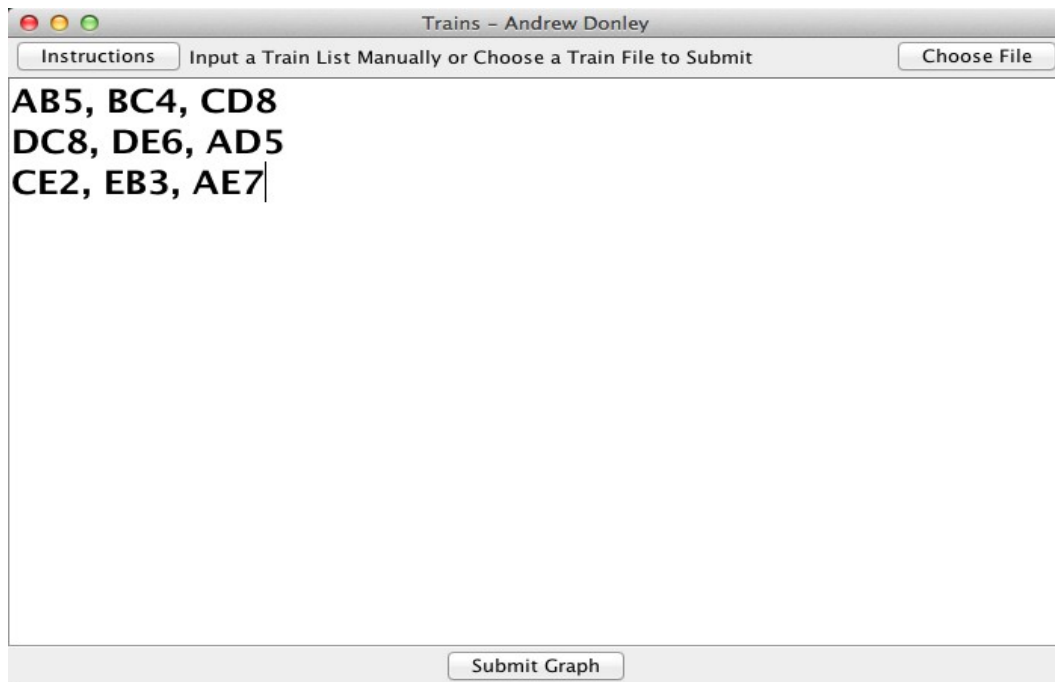 Trains - Andrew Donley
Instructions Input a Train List Manually or Choose a Train File to Submit Choose File
AB5, BC4, CD8
DC8, DE6, AD5
CE2, EB3, AE7
Submit Graph